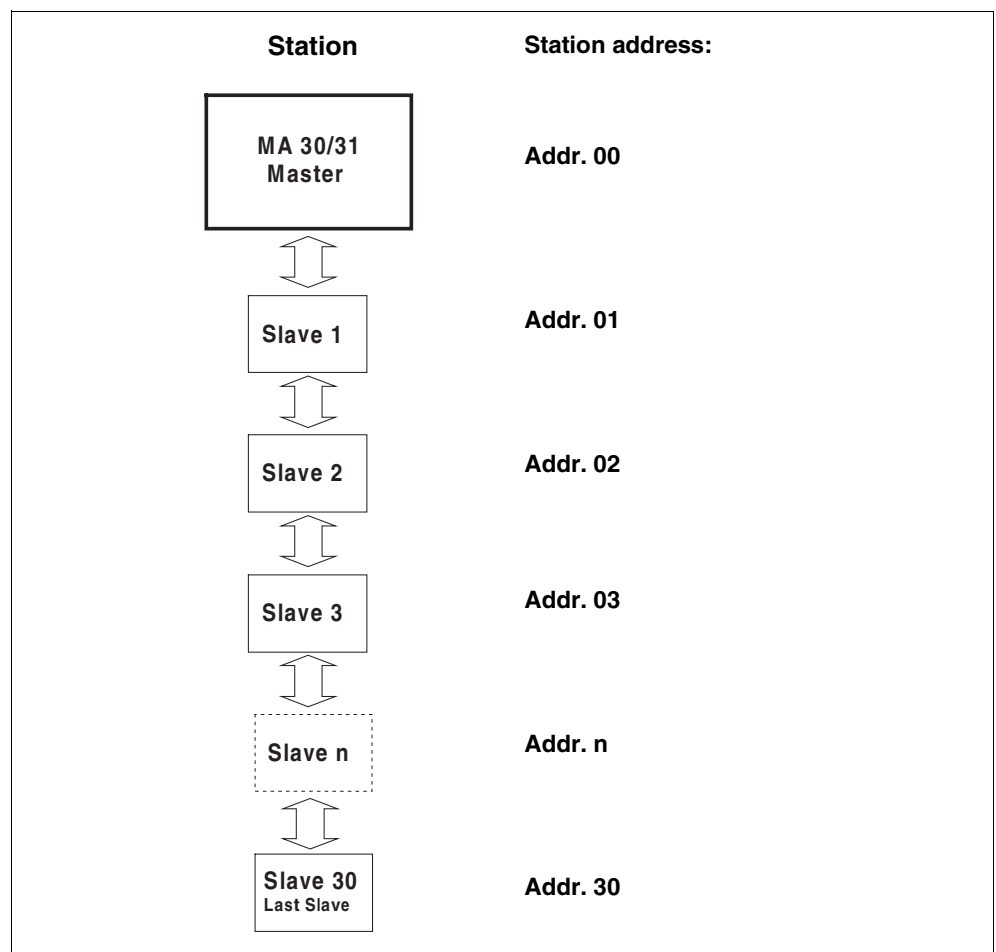 Station Station address:
MA 30/31
Master
Addr. 00
Slave 1
Addr. 01
Slave 2
Addr. 02
Slave 3
Addr. 03
Slave n
Addr. n
Slave 30
Last Slave
Addr. 30